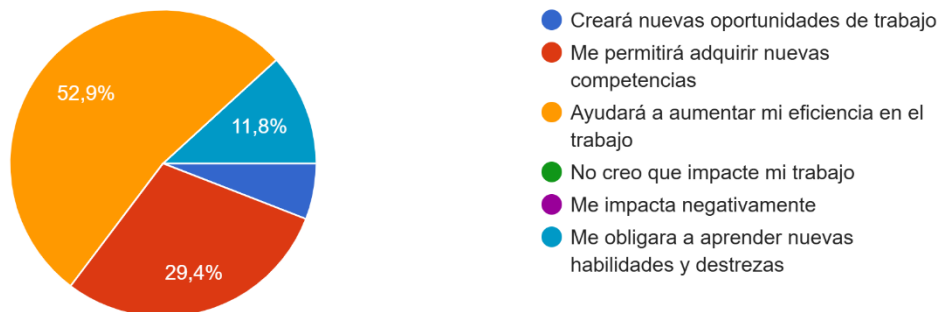 52,9%
11,8%
29,4%
Creará nuevas oportunidades de trabajo
Me permitirá adquirir nuevas
competencias
Ayudará a aumentar mi eficiencia en el
trabajo
No creo que impacte mi trabajo
Me impacta negativamente
Me obligara a aprender nuevas
habilidades y destrezas